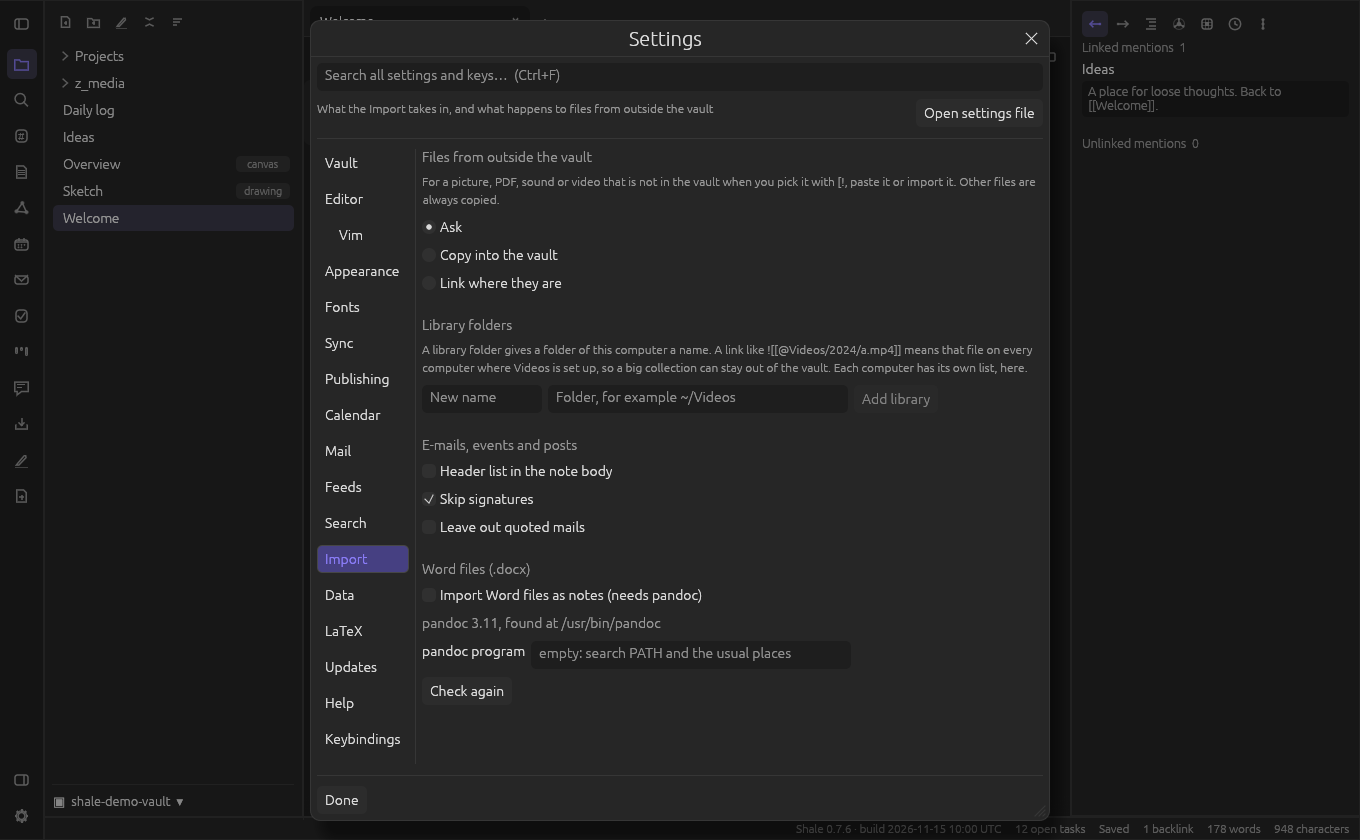 Settings
Search all settings and keys... (Ctrl+F)
What the Import takes in, and what happens to files from outside the vault
Open settings file
Projects
z_media
Daily log
Ideas
Overview
canvas
Sketch
drawing
Welcome
shale-demo-vault
Vault
Editor
Vim
Appearance
Fonts
Sync
Publishing
Calendar
Mail
Feeds
Search
Import
Data
LaTeX
Updates
Help
Keybindings
Files from outside the vault
For a picture, PDF, sound or video that is not in the vault when you pick it with [!, paste it or import it. Other files are
always copied.
Ask
Copy into the vault
Link where they are
Library folders
A library folder gives a folder of this computer a name. A link like ![[@Videos/2024/a.mp4]] means that file on every
computer where Videos is set up, so a big collection can stay out of the vault. Each computer has its own list, here.
New name
Folder, for example ~/Videos
Add library
E-mails, events and posts
Header list in the note body
Skip signatures
Leave out quoted mails
Word files (.docx)
Import Word files as notes (needs pandoc)
pandoc 3.11, found at /usr/bin/pandoc
pandoc program
empty: search PATH and the usual places
Check again
Done
Linked mentions 1
Ideas
A place for loose thoughts. Back to
[[Welcome]].
Unlinked mentions 0
Shale 0.7.6 · build 2026-11-15 10:00 UTC
12 open tasks
Saved
1 backlink
178 words
948 characters